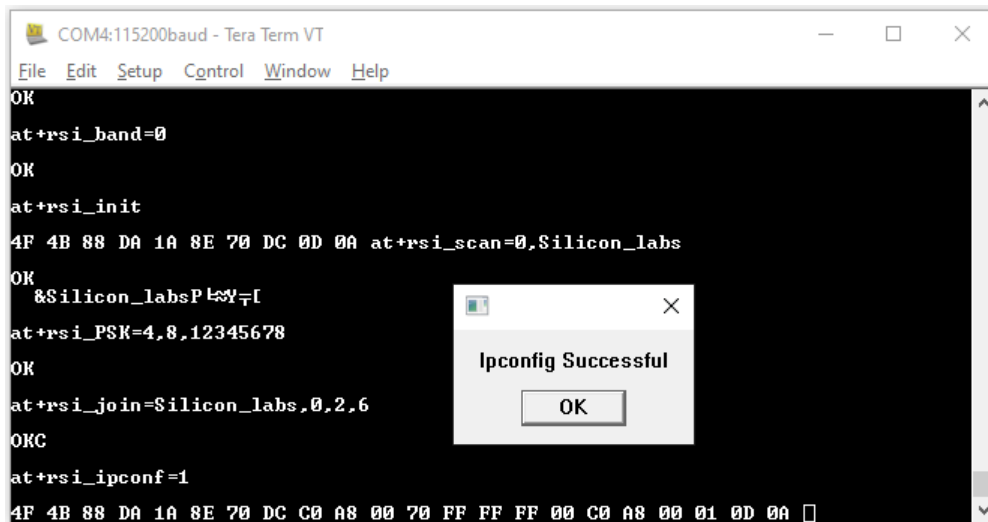 COM4:115200baud - Tera Term VT
File Edit Setup Control Window Help
OK
at+rsi_band=0
OK
at+rsi_init
4F 4B 88 DA 1A 8E 70 DC 0D 0A at+rsi_scan=0,Silicon_labs
OK
&Silicon_labsP
at+rsi_PSK=4,8,12345678
OK
at+rsi_join=Silicon_labs,0,2,6
OKC
at+rsi_ipconf=1
4F 4B 88 DA 1A 8E 70 DC C0 A8 00 70 FF FF FF 00 C0 A8 00 01 0D 0A
Ipconfig Successful
OK